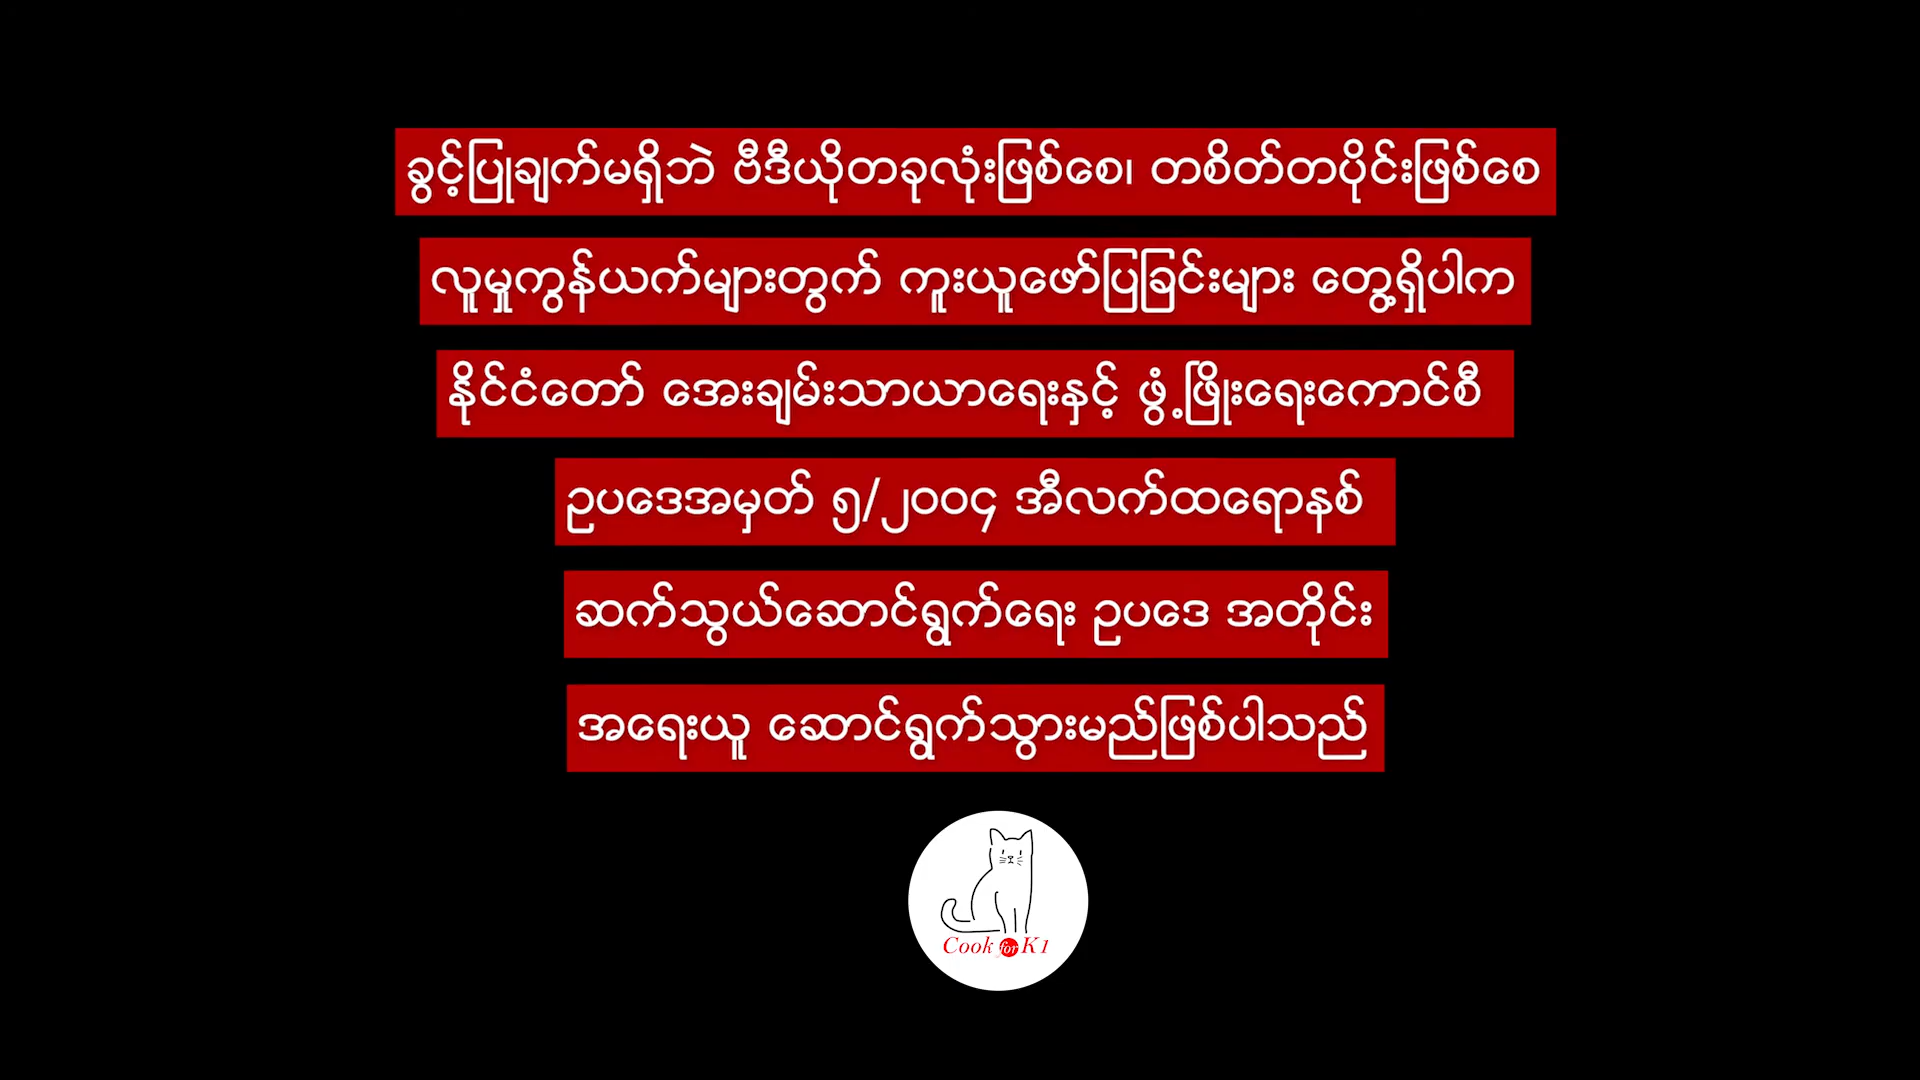 ခွင့်ပြုချက်မရှိဘဲ ဗီဒီယိုတခုလုံးဖြစ်စေ၊ တစိတ်တပိုင်းဖြစ်စေ
လူမှုကွန်ယက်များတွက် ကူးယူဖော်ပြခြင်းများ တွေ့ရှိပါက
နိုင်ငံတော် အေးချမ်းသာယာရေးနှင့် ဖွံ့ဖြိုးရေးကောင်စီ
ဥပဒေအမှတ် ၅/၂၀၀၄ အီလက်ထရောနစ်
ဆက်သွယ်ဆောင်ရွက်ရေး ဥပဒေ အတိုင်း
အရေးယူ ဆောင်ရွက်သွားမည်ဖြစ်ပါသည်
Cook for K1